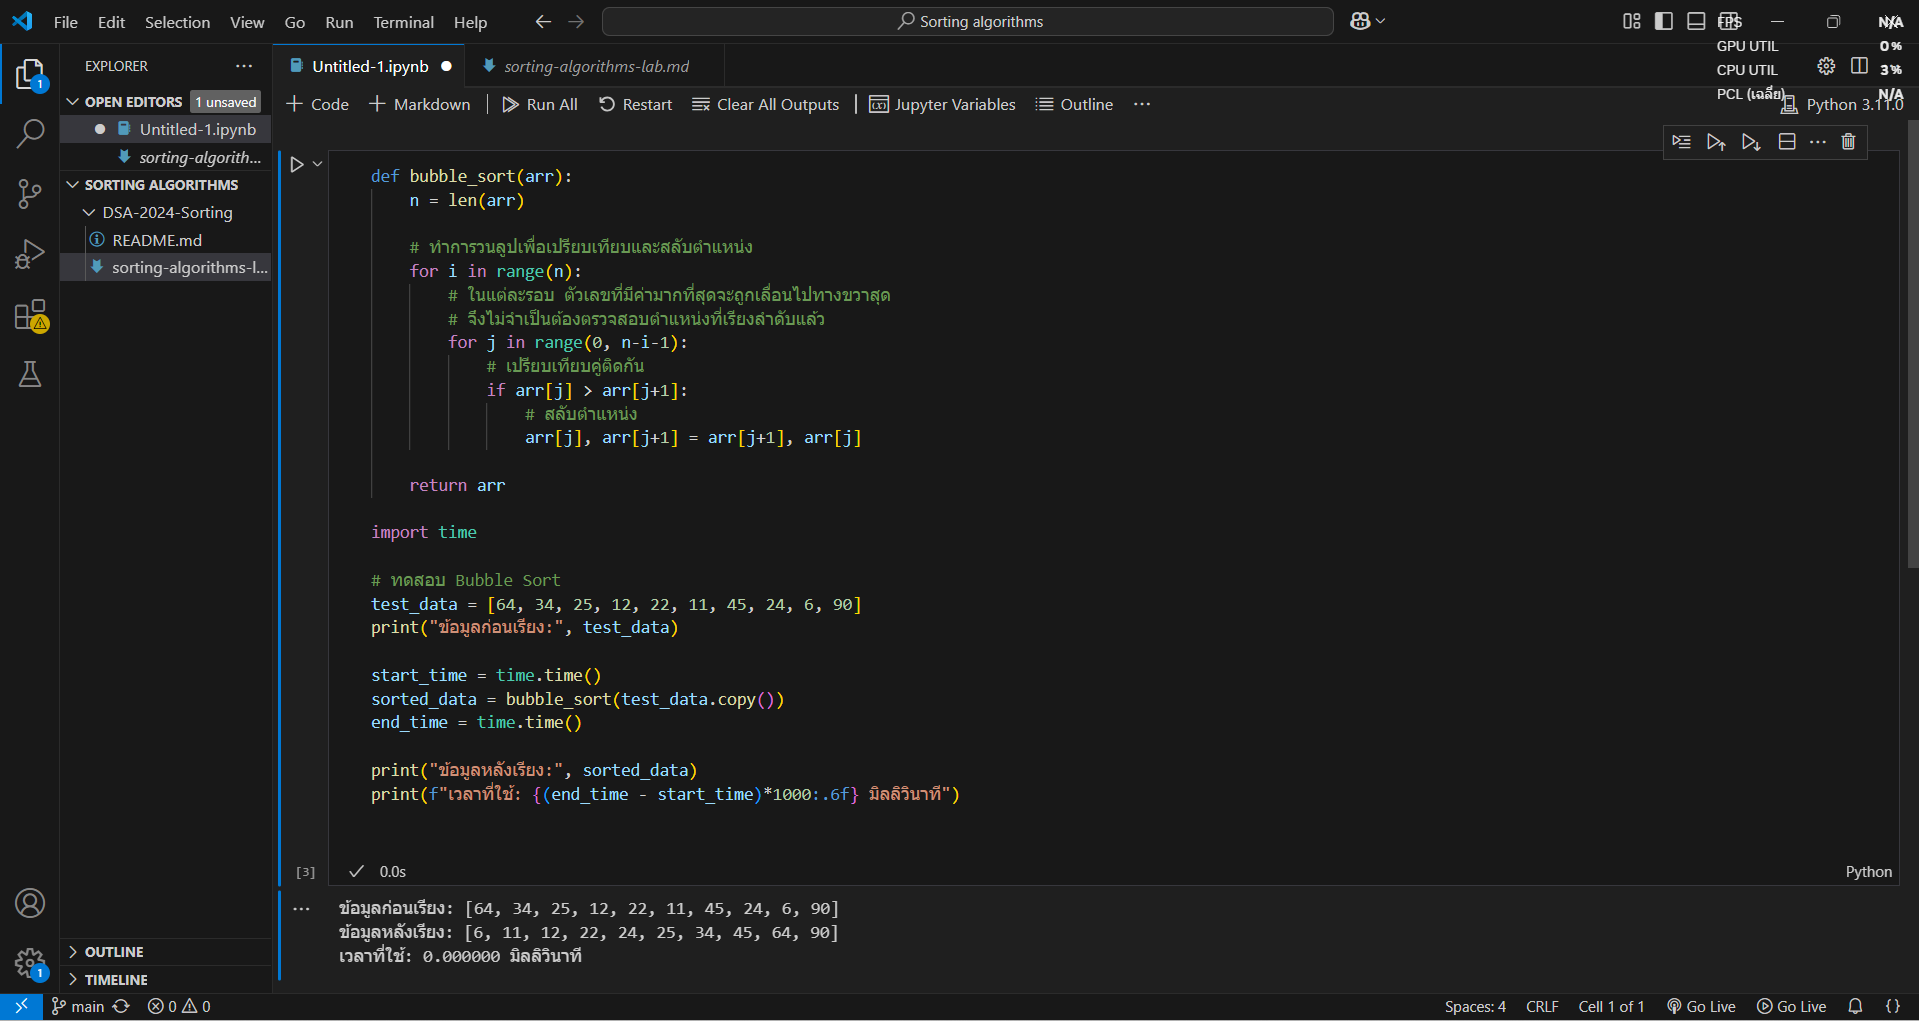 File Edit Selection View Go Run Terminal Help
Sorting algorithms
FPS N/A
GPU UTIL 0%
CPU UTIL 3%
PCL (เฉลี่ย) N/A
EXPLORER
OPEN EDITORS 1 unsaved
Untitled-1.ipynb
sorting-algorith...
SORTING ALGORITHMS
DSA-2024-Sorting
README.md
sorting-algorithms-l...
OUTLINE
TIMELINE
Untitled-1.ipynb
sorting-algorithms-lab.md
Code Markdown Run All Restart Clear All Outputs Jupyter Variables Outline ...
Python 3.11.0
def bubble_sort(arr):
n = len(arr)
# ทำการวนลูปเพื่อเปรียบเทียบและสลับตำแหน่ง
for i in range(n):
# ในแต่ละรอบ ตัวเลขที่มีค่ามากที่สุดจะถูกเลื่อนไปทางขวาสุด
# จึงไม่จำเป็นต้องตรวจสอบตำแหน่งที่เรียงลำดับแล้ว
for j in range(0, n-i-1):
# เปรียบเทียบคู่ติดกัน
if arr[j] > arr[j+1]:
# สลับตำแหน่ง
arr[j], arr[j+1] = arr[j+1], arr[j]
return arr
import time
# ทดสอบ Bubble Sort
test_data = [64, 34, 25, 12, 22, 11, 45, 24, 6, 90]
print("ข้อมูลก่อนเรียง:", test_data)
start_time = time.time()
sorted_data = bubble_sort(test_data.copy())
end_time = time.time()
print("ข้อมูลหลังเรียง:", sorted_data)
print(f"เวลาที่ใช้: {(end_time - start_time)*1000:.6f} มิลลิวินาที")
[3] 0.0s Python
ข้อมูลก่อนเรียง: [64, 34, 25, 12, 22, 11, 45, 24, 6, 90]
ข้อมูลหลังเรียง: [6, 11, 12, 22, 24, 25, 34, 45, 64, 90]
เวลาที่ใช้: 0.000000 มิลลิวินาที
main 0 0 Spaces: 4 CRLF Cell 1 of 1 Go Live Go Live